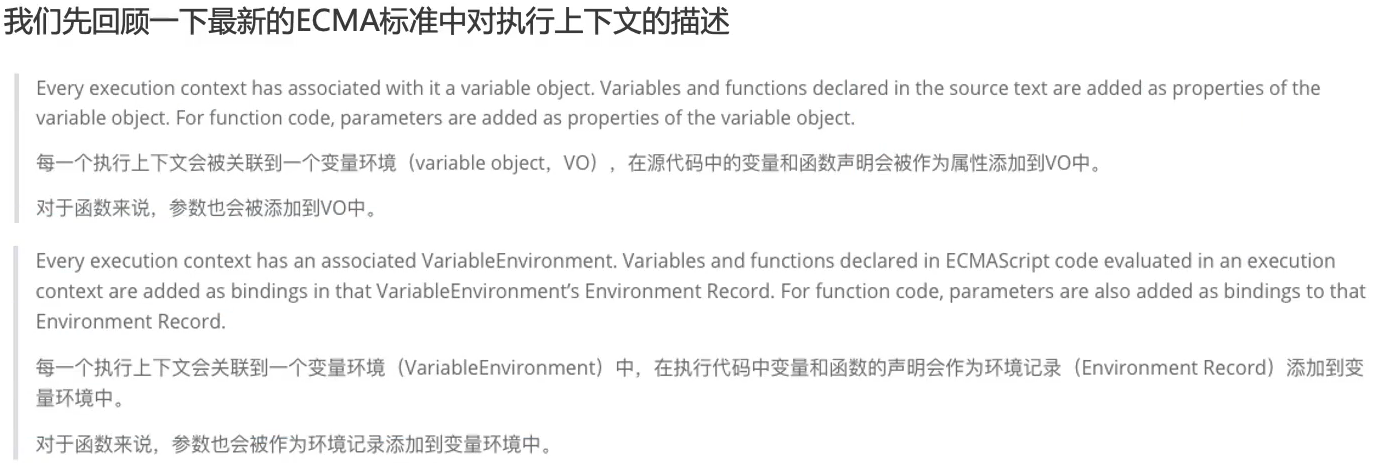 我们先回顾一下最新的ECMA标准中对执行上下文的描述
Every execution context has associated with it a variable object. Variables and functions declared in the source text are added as properties of the
variable object. For function code, parameters are added as properties of the variable object.
每一个执行上下文会被关联到一个变量环境（variable object，VO），在源代码中的变量和函数声明会被作为属性添加到VO中。
对于函数来说，参数也会被添加到VO中。
Every execution context has an associated VariableEnvironment. Variables and functions declared in ECMAScript code evaluated in an execution
context are added as bindings in that VariableEnvironment’s Environment Record. For function code, parameters are also added as bindings to that
Environment Record.
每一个执行上下文会关联到一个变量环境（VariableEnvironment）中，在执行代码中变量和函数的声明会作为环境记录（Environment Record）添加到变
量环境中。
对于函数来说，参数也会被作为环境记录添加到变量环境中。